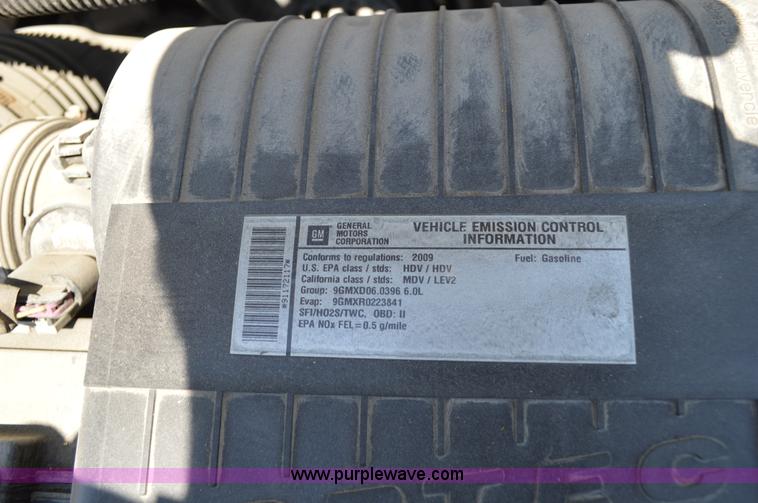 GM
GENERAL MOTORS CORPORATION
VEHICLE EMISSION CONTROL INFORMATION
*91172117*
Conforms to regulations: 2009 Fuel: Gasoline
U.S. EPA class / stds: HDV / HDV
California class / stds: MDV / LEV2
Group: 9GMXD06.0396 6.0L
Evap: 9GMXR0223841
SFI/HO2S/TWC, OBD: II
EPA NOx FEL=0.5 g/mile
www.purplewave.com